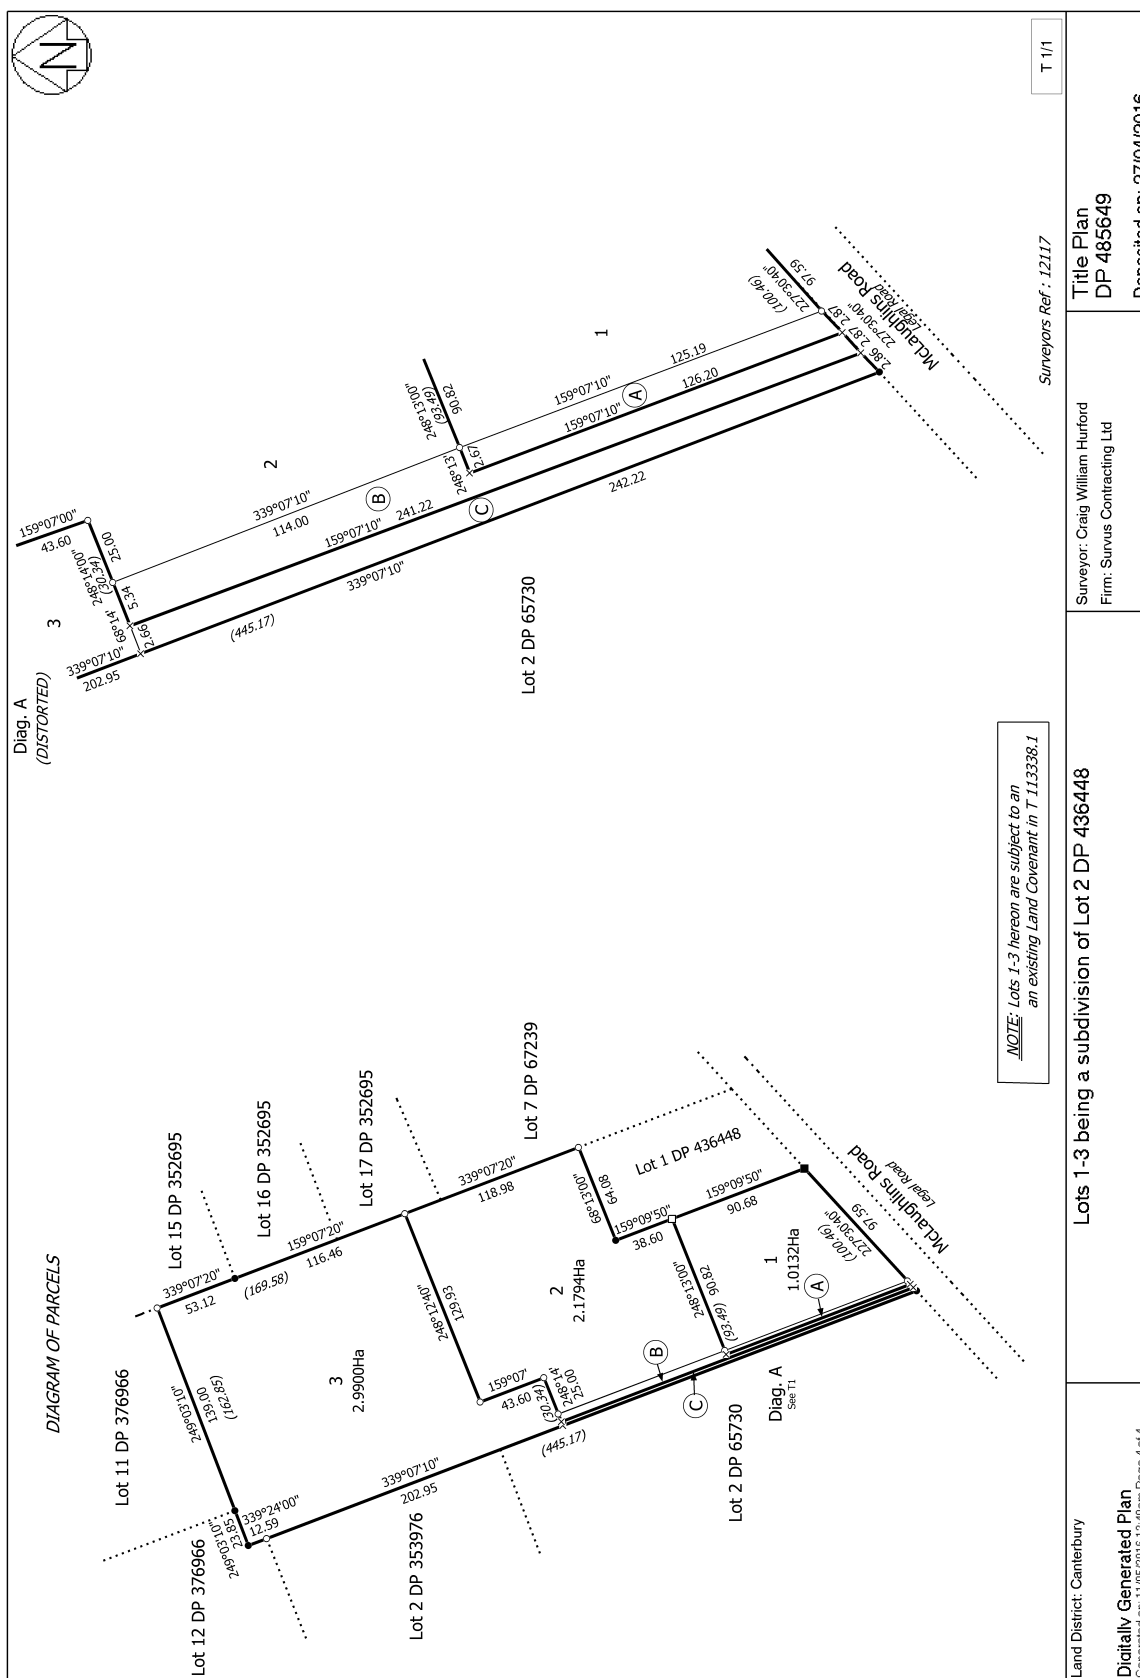 N
Diag. A
(DISTORTED)
3
159°07'00"
43.60
25.00
248°14'00"
(30.34)
5.34
68°14'
2.66
339°07'10"
202.95
(445.17)
2
339°07'10"
114.00
B
159°07'10"
241.22
C
339°07'10"
242.22
Lot 2 DP 65730
248°13'00"
(93.49)
90.82
248°13'
2.67
1
125.19
159°07'10"
A
159°07'10"
126.20
97.59
227°30'40"
(100.46)
2.87
2.87
2.86
227°30'40"
McLaughlins Road
Legal Road
T 1/1
Surveyors Ref : 12117
DIAGRAM OF PARCELS
Lot 15 DP 352695
Lot 16 DP 352695
Lot 17 DP 352695
Lot 7 DP 67239
Lot 11 DP 376966
Lot 12 DP 376966
Lot 2 DP 353976
Lot 2 DP 65730
Lot 1 DP 436448
339°07'20"
53.12
(169.58)
159°07'20"
116.46
339°07'20"
118.98
249°03'10"
139.00
(162.85)
249°03'10"
23.85
339°24'00"
12.59
3
2.9900Ha
339°07'10"
202.95
(445.17)
248°12'40"
129.93
159°07'
43.60
(30.34)
248°14'
25.00
2
2.1794Ha
68°13'00"
64.08
159°09'50"
38.60
159°09'50"
90.68
248°13'00"
90.82
(93.49)
1
1.0132Ha
A
B
C
Diag. A
See T1
97.59
227°30'40"
(100.46)
McLaughlins Road
Legal Road
NOTE: Lots 1-3 hereon are subject to an
an existing Land Covenant in T 113338.1
Land District: Canterbury
Digitally Generated Plan
Lots 1-3 being a subdivision of Lot 2 DP 436448
Surveyor: Craig William Hurford
Firm: Survus Contracting Ltd
Title Plan
DP 485649
Deposited on: 27/04/2016